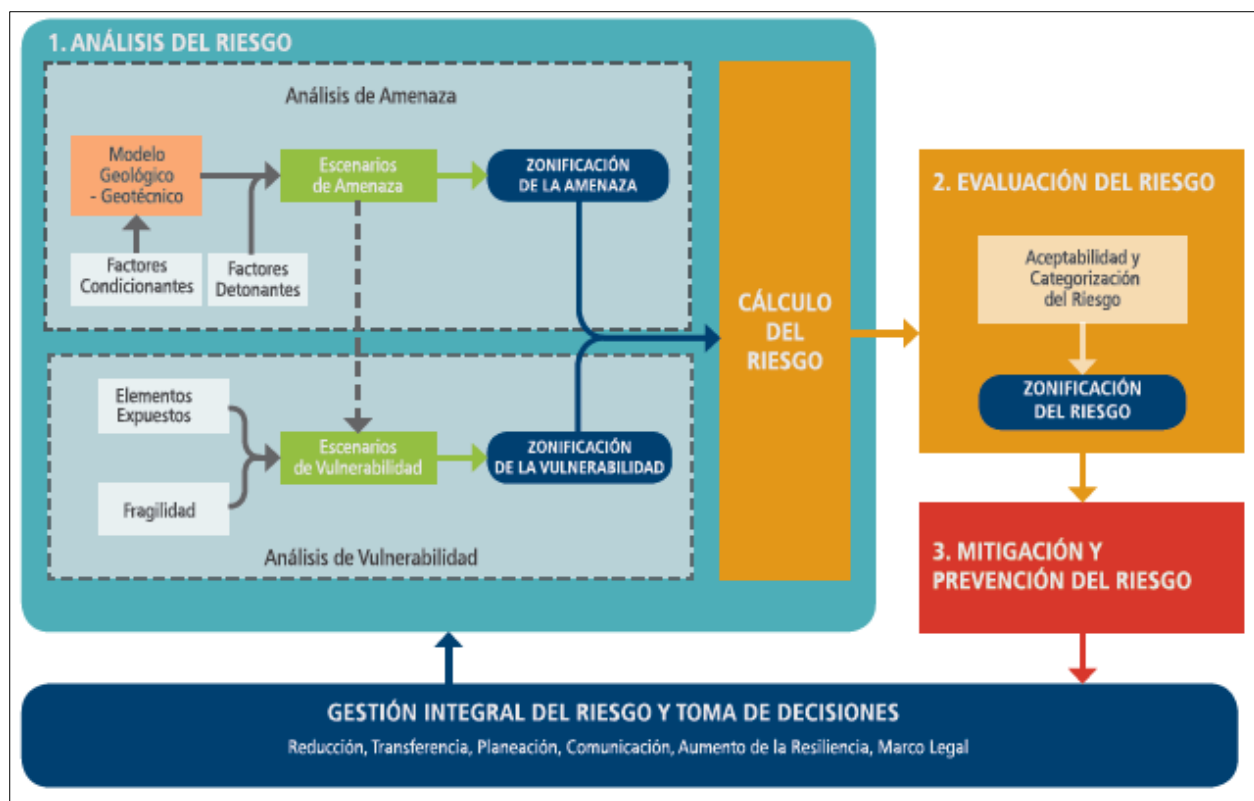 1. ANÁLISIS DEL RIESGO
Análisis de Amenaza
Modelo
Geológico
- Geotécnico
Escenarios
de Amenaza
ZONIFICACIÓN
DE LA AMENAZA
Factores
Condicionantes
Factores
Detonantes
Elementos
Expuestos
Fragilidad
Escenarios
de Vulnerabilidad
ZONIFICACIÓN
DE LA VULNERABILIDAD
Análisis de Vulnerabilidad
CÁLCULO
DEL
RIESGO
2. EVALUACIÓN DEL RIESGO
Aceptabilidad y
Categorización
del Riesgo
ZONIFICACIÓN
DEL RIESGO
3. MITIGACIÓN Y
PREVENCIÓN DEL RIESGO
GESTIÓN INTEGRAL DEL RIESGO Y TOMA DE DECISIONES
Reducción, Transferencia, Planeación, Comunicación, Aumento de la Resiliencia, Marco Legal